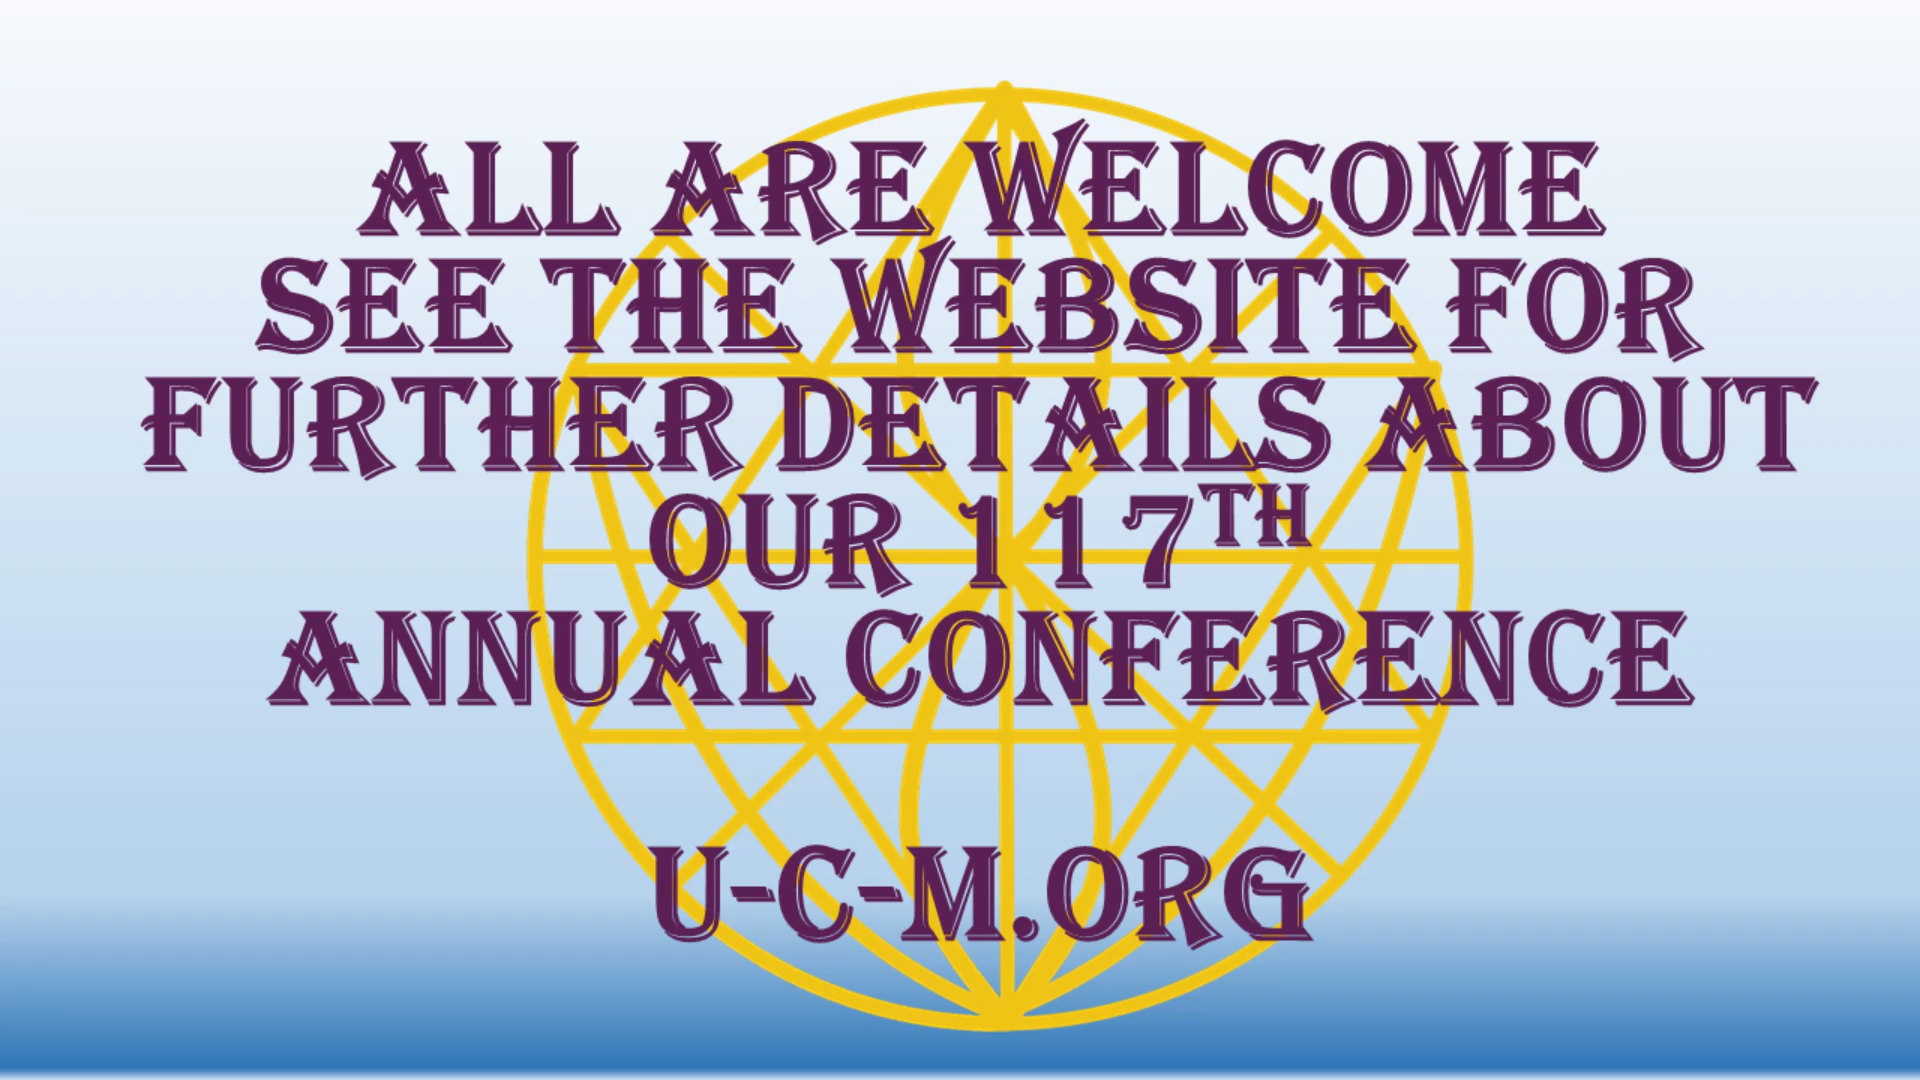 ALL ARE WELCOME
SEE THE WEBSITE FOR
FURTHER DETAILS ABOUT
OUR 117TH
ANNUAL CONFERENCE
U-C-M.ORG